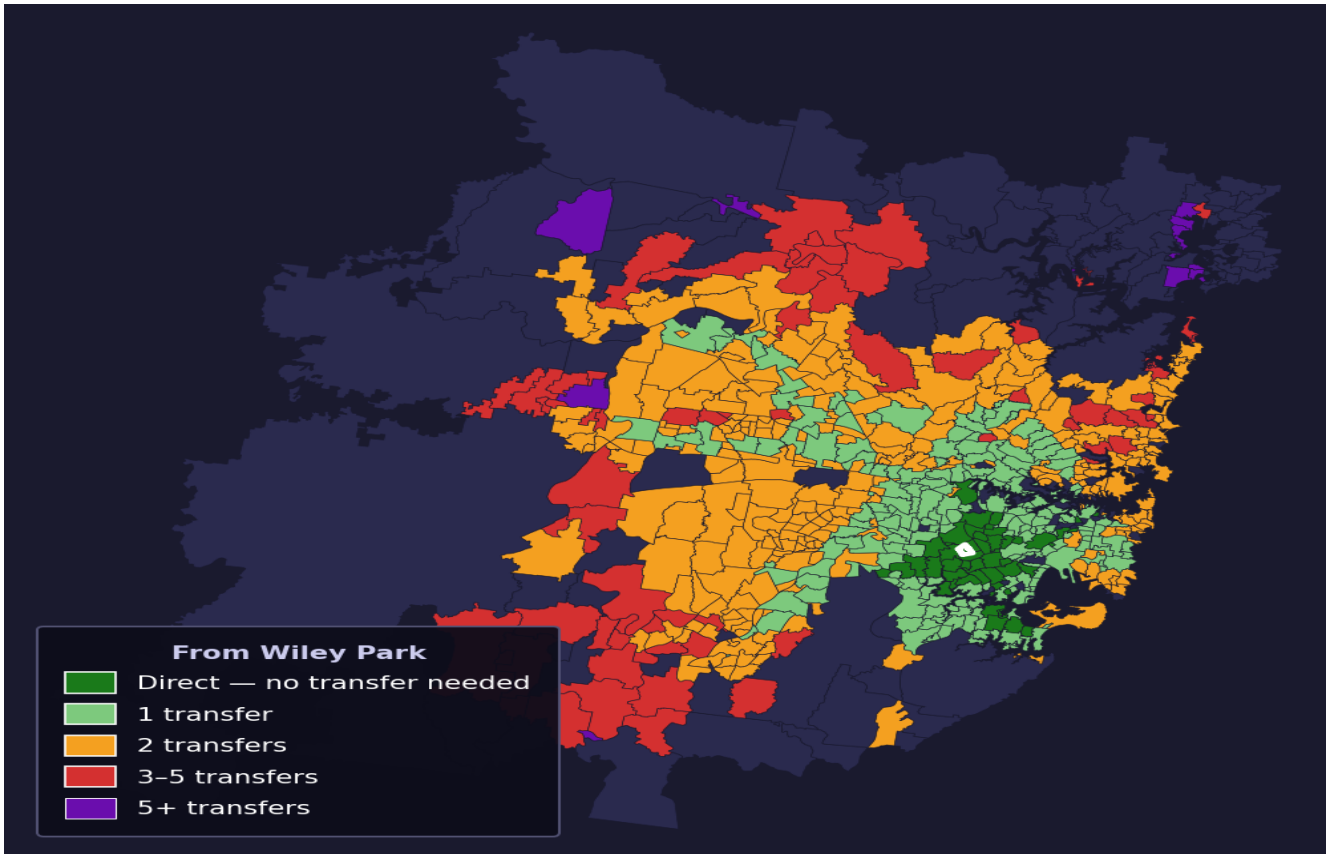 From Wiley Park
Direct — no transfer needed
1 transfer
2 transfers
3–5 transfers
5+ transfers